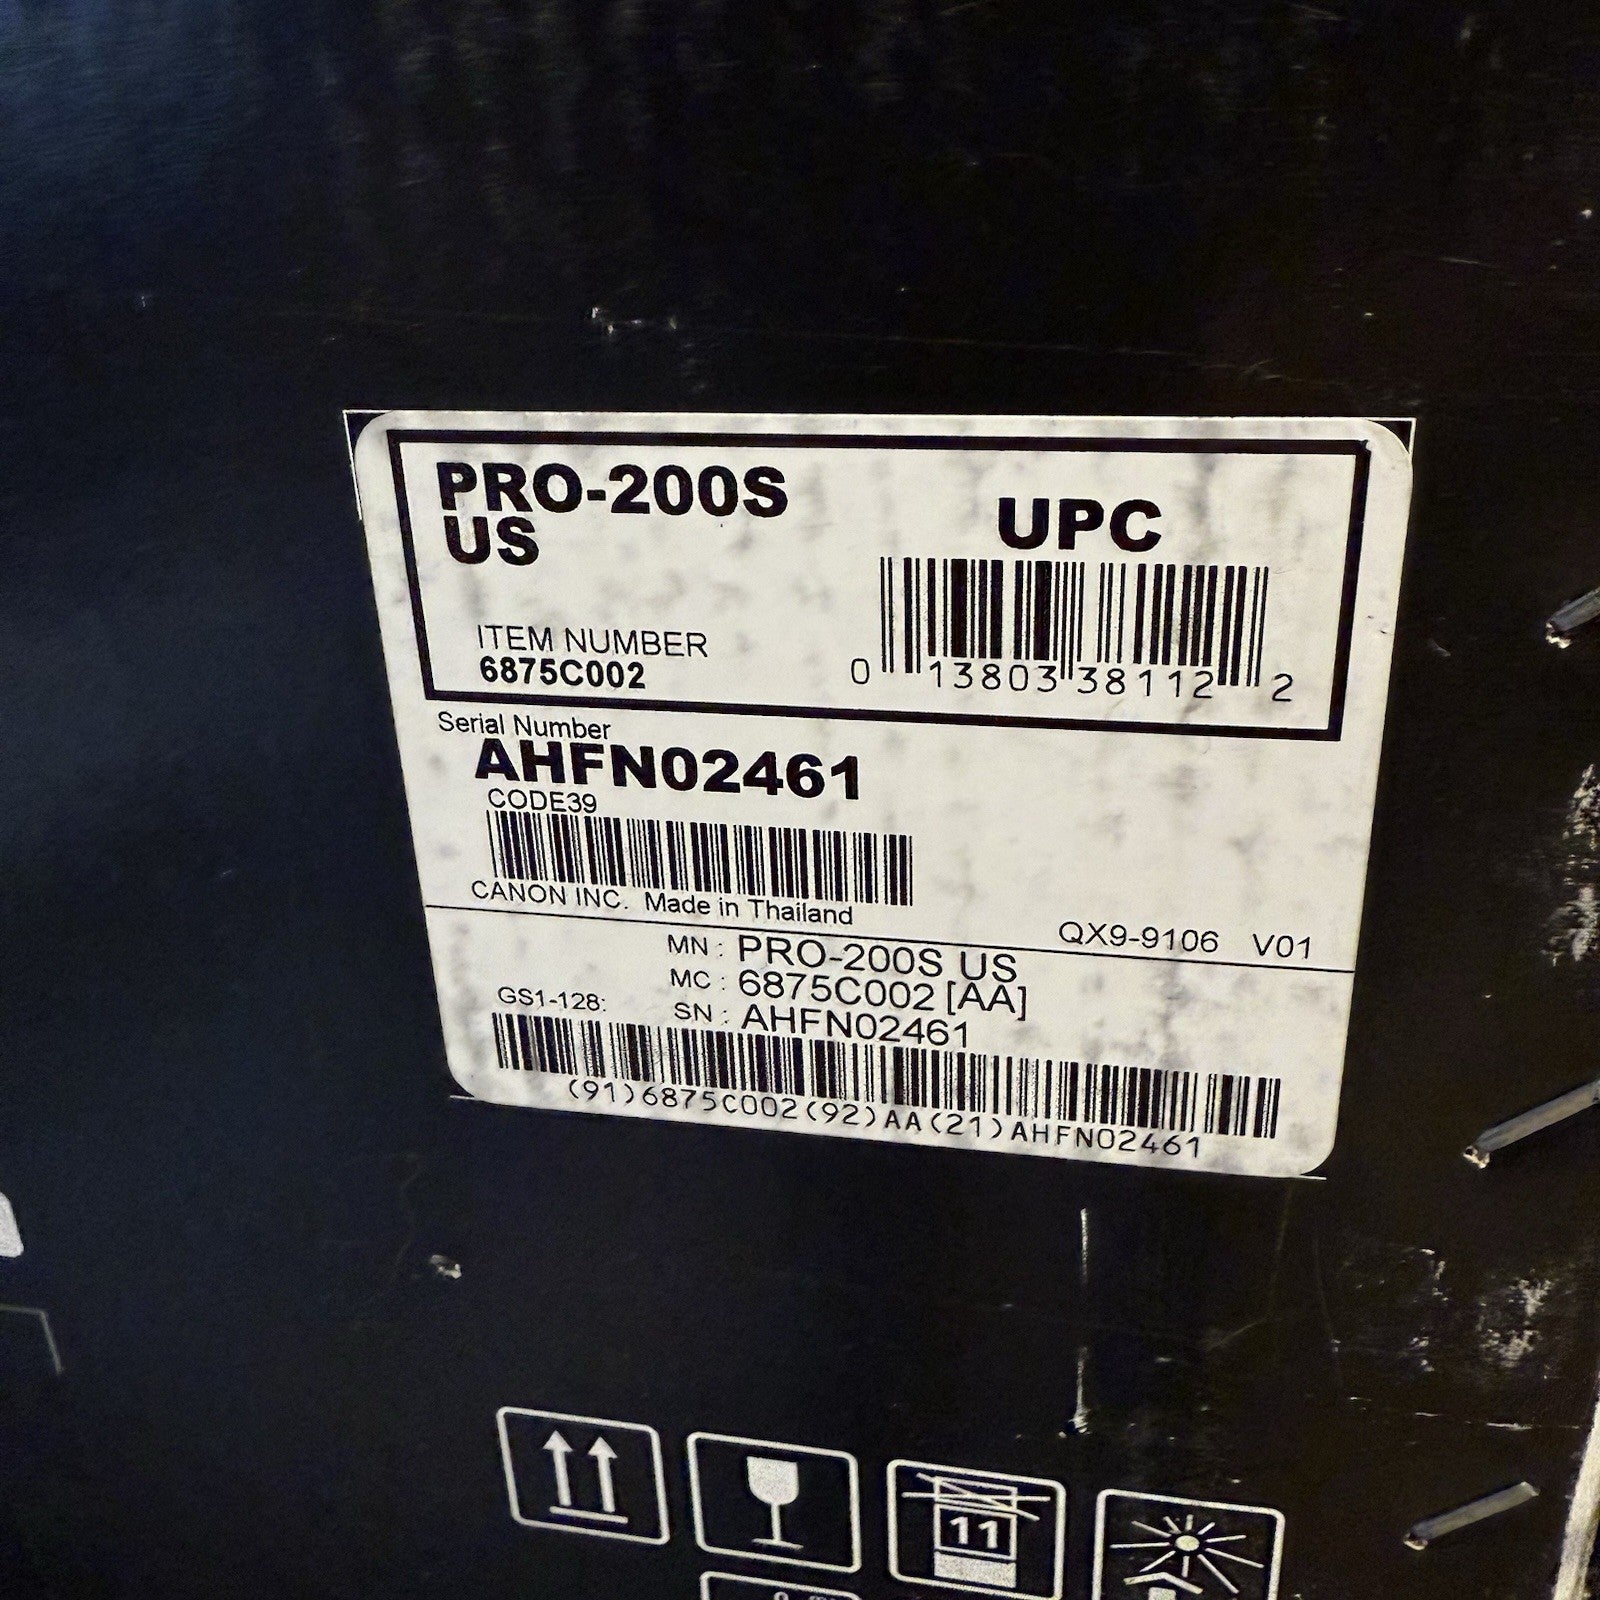 PRO-200S
US
UPC
ITEM NUMBER
6875C002
0 13803 38112 2
Serial Number
AHFN02461
CODE39
CANON INC. Made in Thailand
QX9-9106 V01
MN : PRO-200S US
MC : 6875C002 [AA]
GS1-128:
SN : AHFN02461
(91)6875C002(92)AA(21)AHFN02461
11